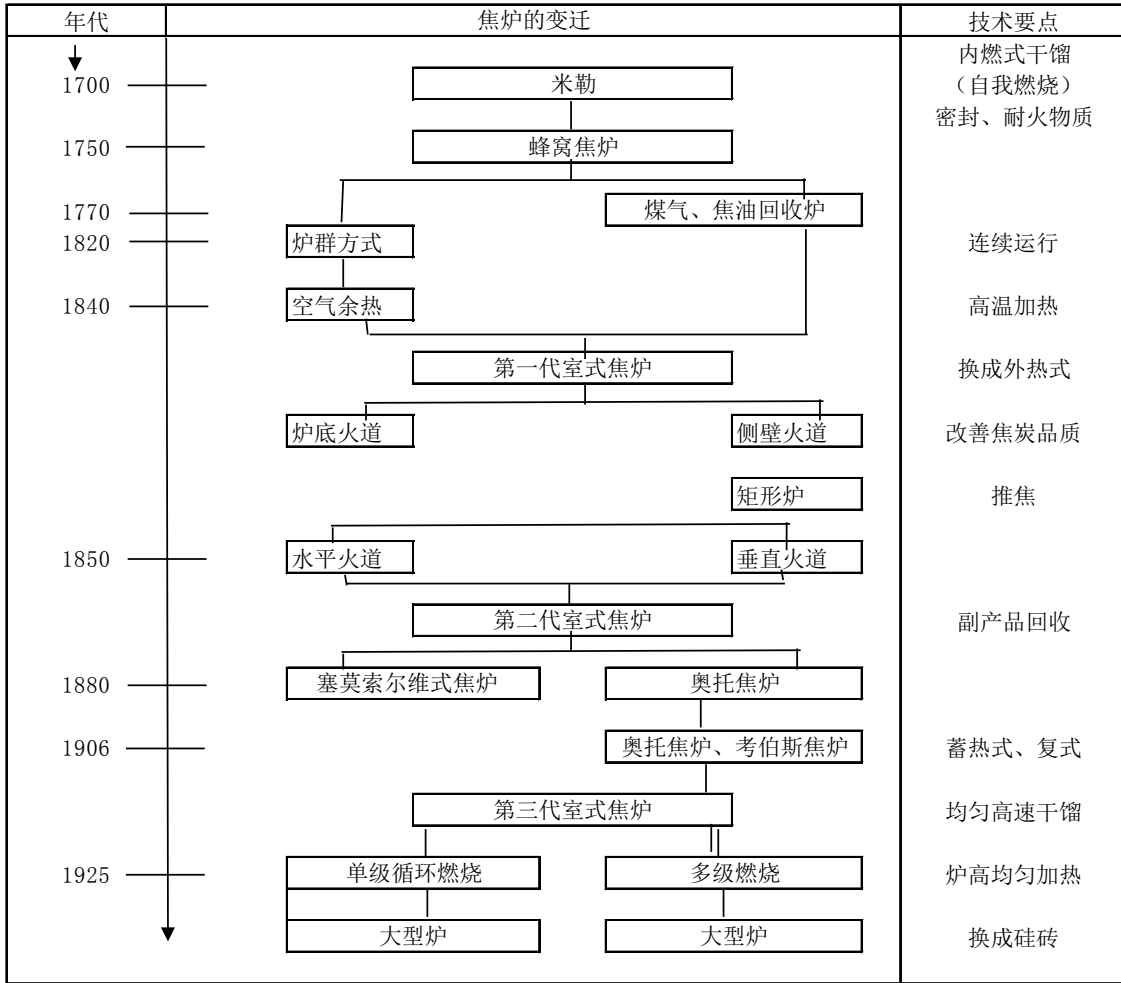 年代 焦炉的变迁 技术要点
内燃式干馏
1700 米勒 （自我燃烧）
密封、耐火物质
1750 蜂窝焦炉
1770 煤气、焦油回收炉
1820 炉群方式 连续运行
1840 空气余热 高温加热
第一代室式焦炉 换成外热式
炉底火道 侧壁火道 改善焦炭品质
矩形炉 推焦
1850 水平火道 垂直火道
第二代室式焦炉 副产品回收
1880 塞莫索尔维式焦炉 奥托焦炉
1906 奥托焦炉、考伯斯焦炉 蓄热式、复式
第三代室式焦炉 均匀高速干馏
1925 单级循环燃烧 多级燃烧 炉高均匀加热
大型炉 大型炉 换成硅砖